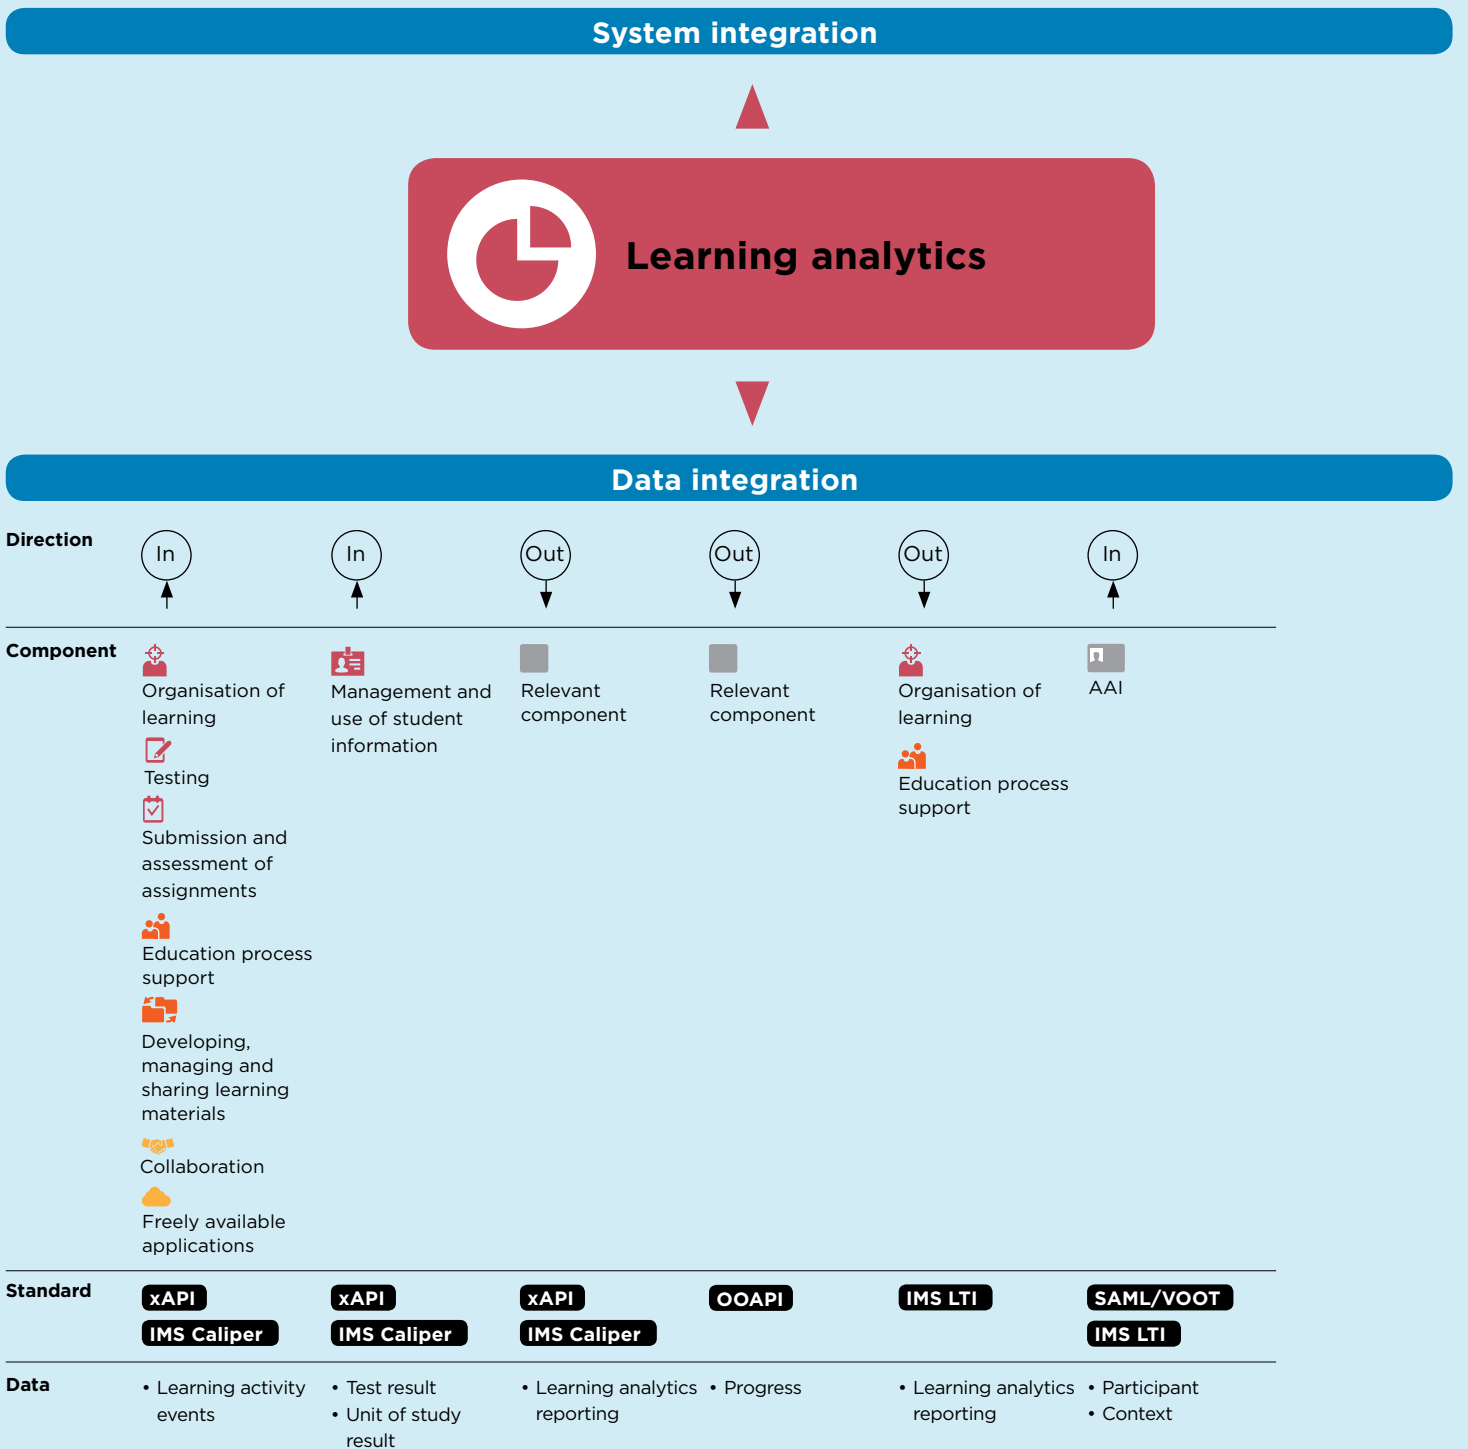 System integration
Learning analytics
Data integration
Direction
In
In
Out
Out
Out
In
Component
Organisation of
learning
Testing
Submission and
assessment of
assignments
Education process
support
Developing,
managing and
sharing learning
materials
Collaboration
Freely available
applications
Management and
use of student
information
Relevant
component
Relevant
component
Organisation of
learning
Education process
support
AAI
Standard
xAPI
IMS Caliper
xAPI
IMS Caliper
xAPI
IMS Caliper
OOAPI
IMS LTI
SAML/VOOT
IMS LTI
Data
• Learning activity
events
• Test result
• Unit of study
result
• Learning analytics
reporting
• Progress
• Learning analytics
reporting
• Participant
• Context